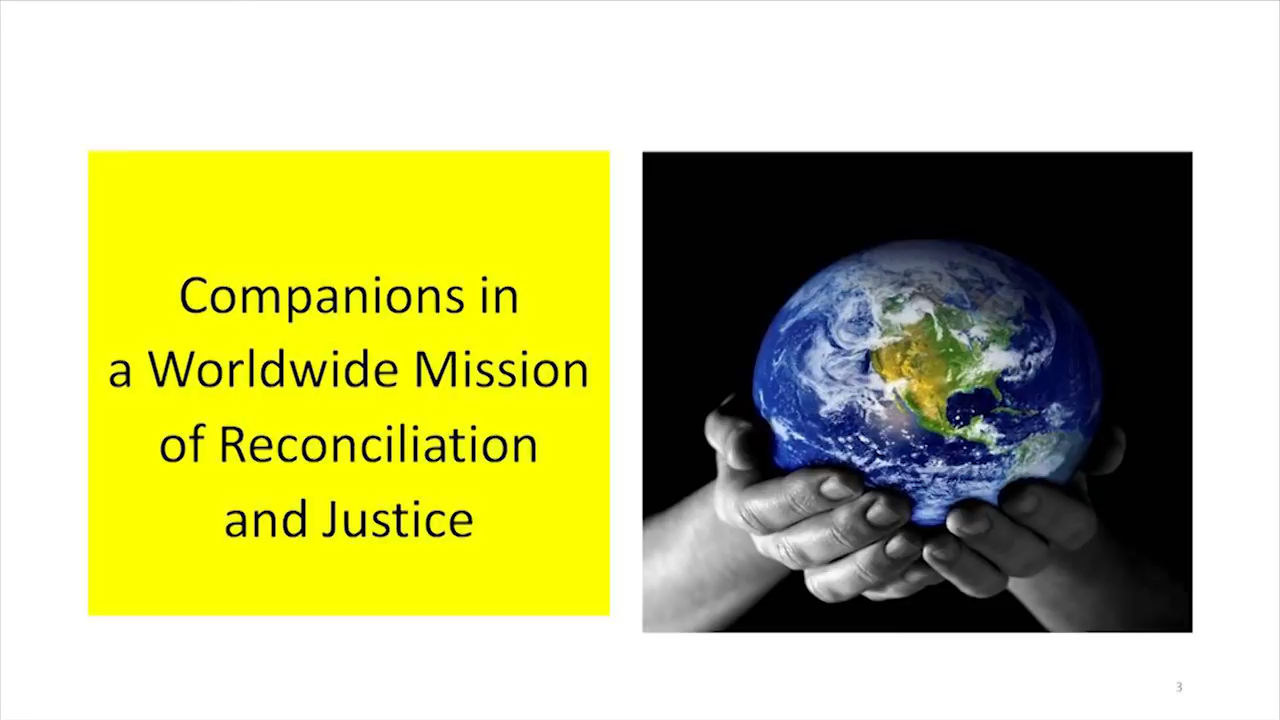 Companions in
a Worldwide Mission
of Reconciliation
and Justice
3